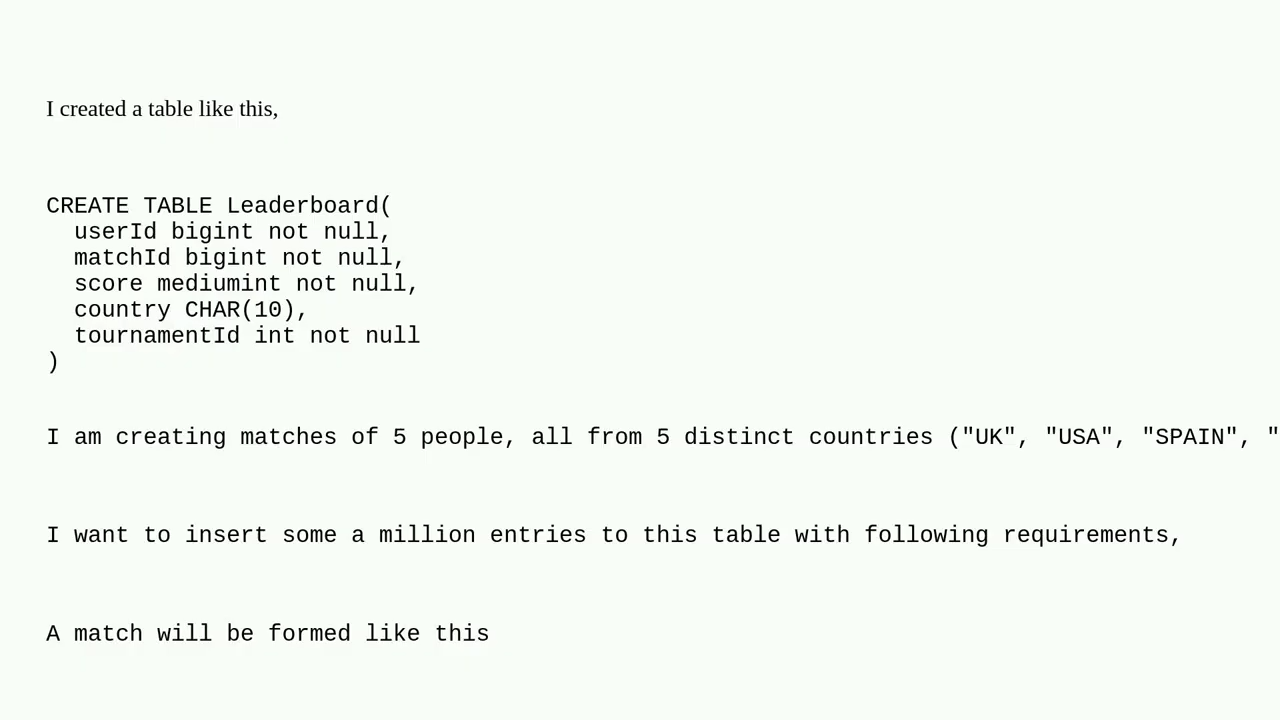 I created a table like this,
CREATE TABLE Leaderboard(
  userId bigint not null,
  matchId bigint not null,
  score mediumint not null,
  country CHAR(10),
  tournamentId int not null
)
I am creating matches of 5 people, all from 5 distinct countries ("UK", "USA", "SPAIN", "
I want to insert some a million entries to this table with following requirements,
A match will be formed like this